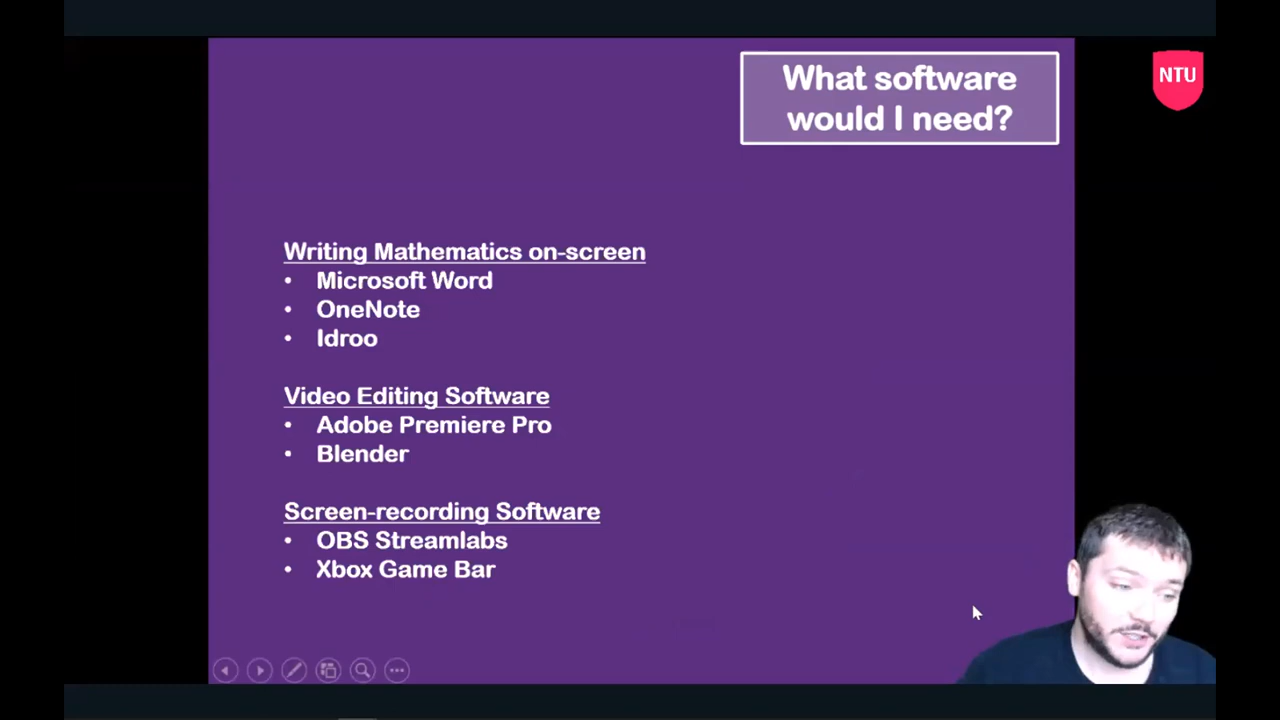 What software
would I need?
NTU
Writing Mathematics on-screen
• Microsoft Word
• OneNote
• Idroo
Video Editing Software
• Adobe Premiere Pro
• Blender
Screen-recording Software
• OBS Streamlabs
• Xbox Game Bar